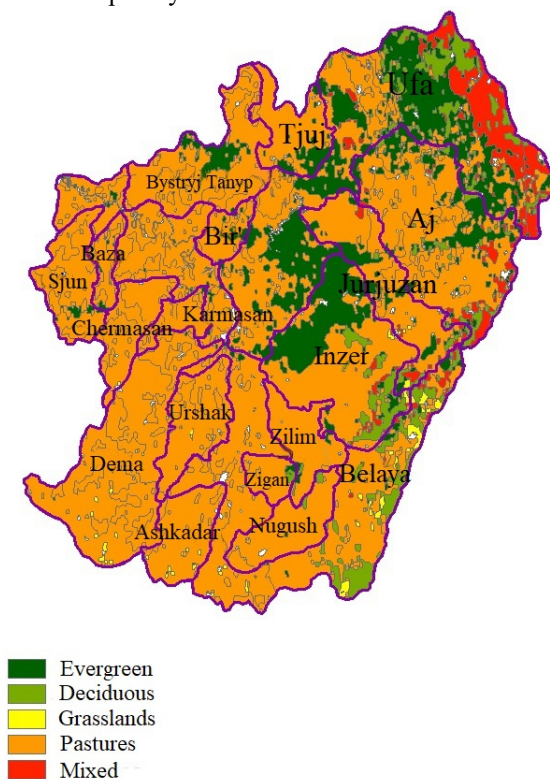 Ufa
Tjuj
Bystryj Tanyp
Aj
Bir
Baza
Sjun
Jurjuzan
Chermasan
Karmasan
Inzer
Urshak
Zilim
Dema
Zigan
Belaya
Ashkadar
Nugush
Evergreen
Deciduous
Grasslands
Pastures
Mixed